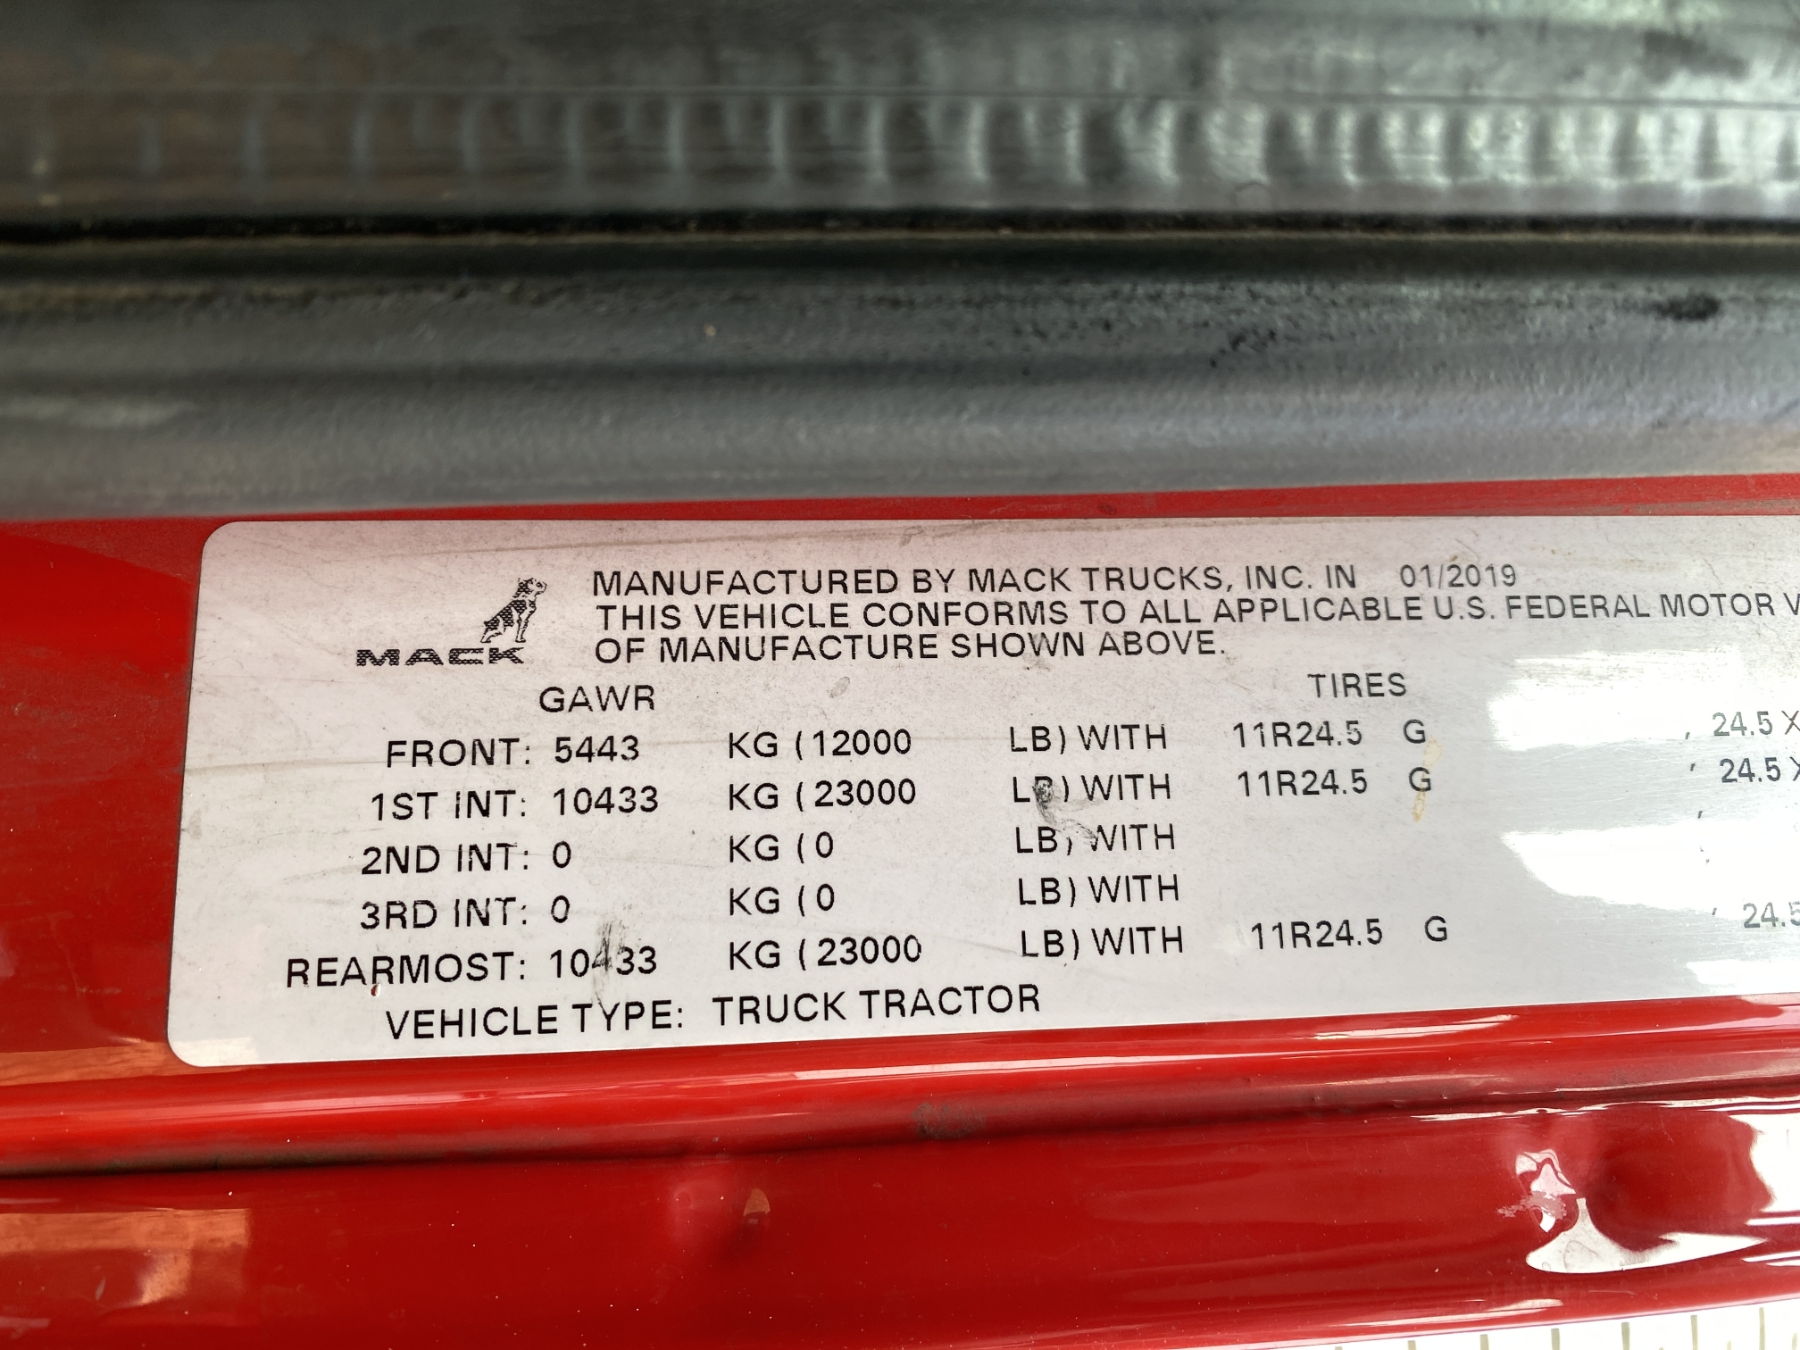 MANUFACTURED BY MACK TRUCKS, INC. IN 01/2019
THIS VEHICLE CONFORMS TO ALL APPLICABLE U.S. FEDERAL MOTOR
OF MANUFACTURE SHOWN ABOVE.
MACK
GAWR TIRES
FRONT: 5443 KG (12000 LB) WITH 11R24.5 G , 24.5 X
1ST INT: 10433 KG (23000 LB) WITH 11R24.5 G , 24.5 X
2ND INT: 0 KG (0 LB) WITH ,
3RD INT: 0 KG (0 LB) WITH ,
REARMOST: 10433 KG (23000 LB) WITH 11R24.5 G , 24.5
VEHICLE TYPE: TRUCK TRACTOR